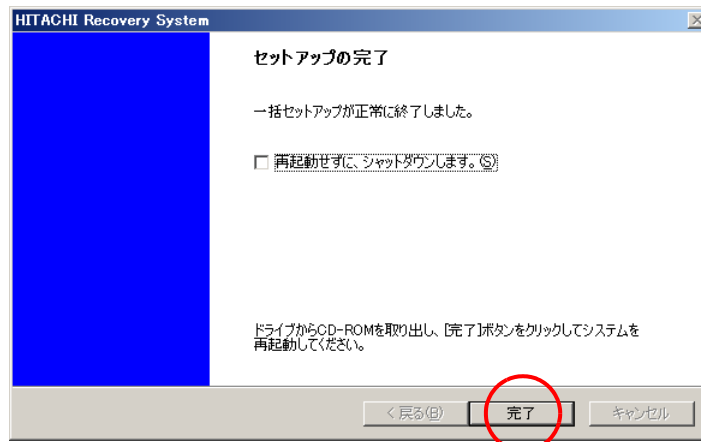 HITACHI Recovery System
セットアップの完了
一括セットアップが正常に終了しました。
再起動せずに、シャットダウンします。(S)
ドライブからCD-ROMを取り出し、[完了]ボタンをクリックしてシステムを
再起動してください。
< 戻る(B) 完了 キャンセル